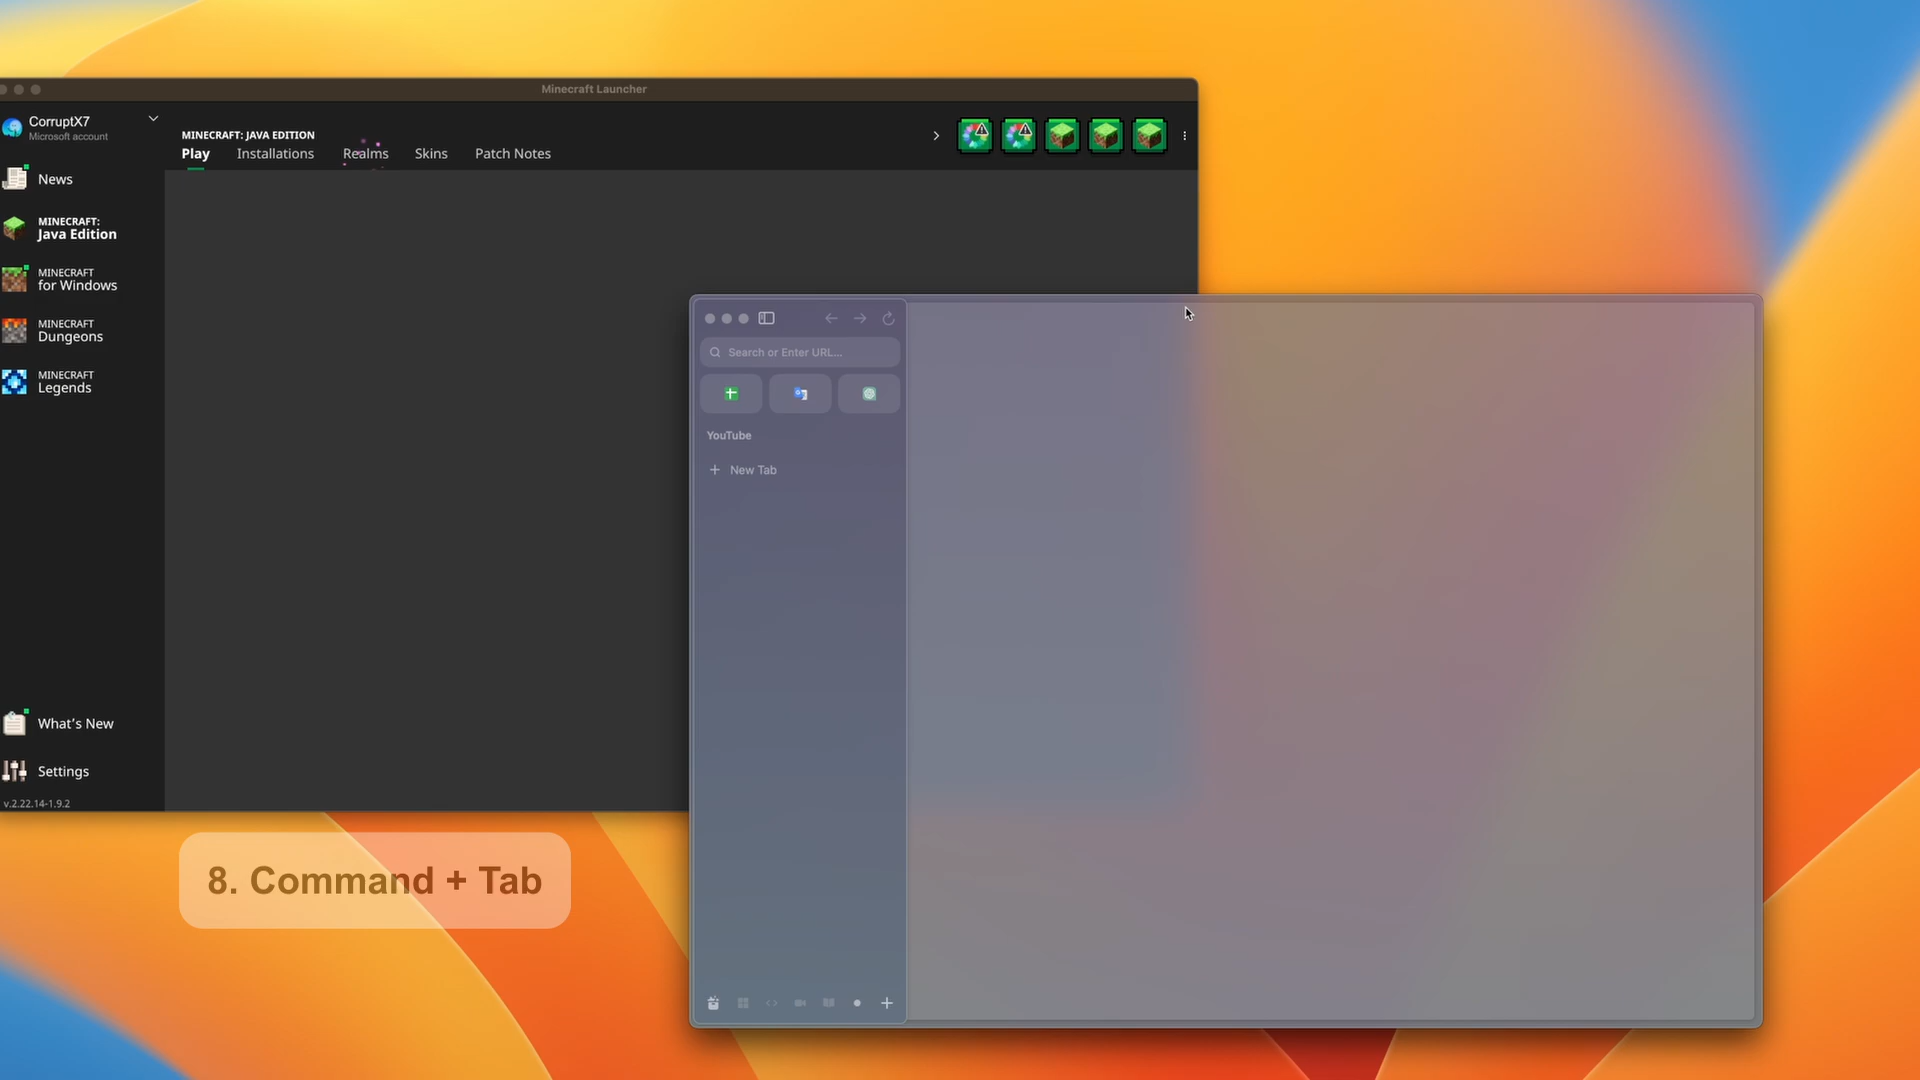 Minecraft Launcher
CorruptX7
Microsoft account
MINECRAFT: JAVA EDITION
Play
Installations
Realms
Skins
Patch Notes
News
MINECRAFT:
Java Edition
MINECRAFT
for Windows
MINECRAFT
Dungeons
MINECRAFT
Legends
What's New
Settings
v.2.22.14-1.9.2
Search or Enter URL...
YouTube
New Tab
8. Command + Tab